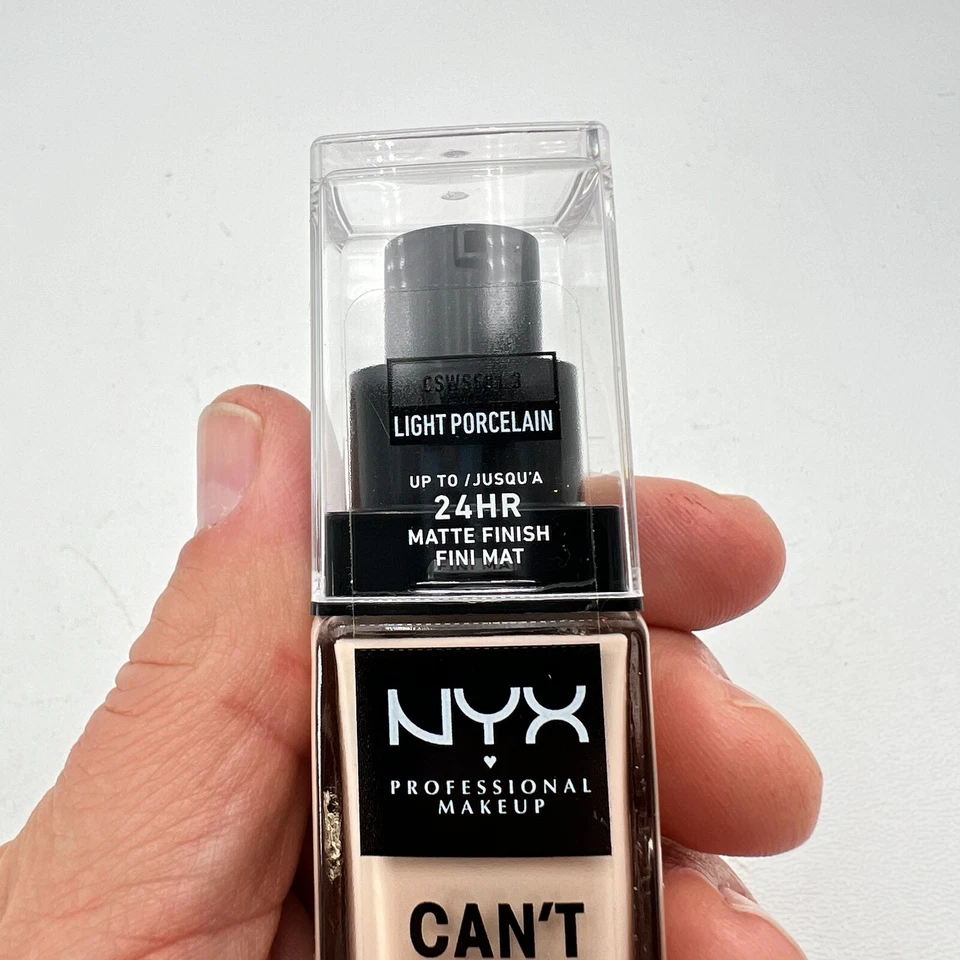 LIGHT PORCELAIN
UP TO / JUSQU'A
24HR
MATTE FINISH
FINI MAT
NYX
PROFESSIONAL
MAKEUP
CAN'T